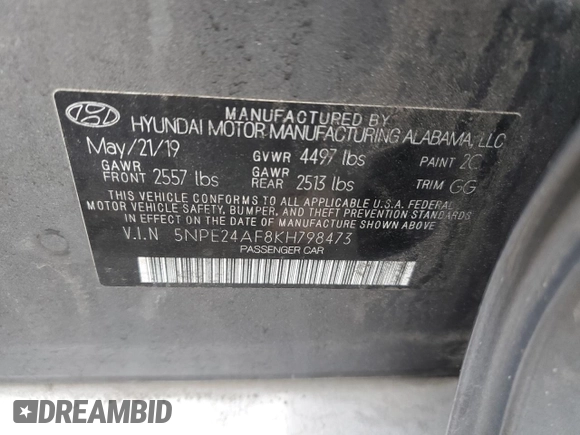 MANUFACTURED BY
HYUNDAI MOTOR MANUFACTURING ALABAMA, LLC
May/21/19 GVWR 4497 lbs PAINT 2C
GAWR FRONT 2557 lbs GAWR REAR 2513 lbs TRIM GG
THIS VEHICLE CONFORMS TO ALL APPLICABLE U.S.A. FEDERAL
MOTOR VEHICLE SAFETY, BUMPER, AND THEFT PREVENTION STANDARDS
IN EFFECT ON THE DATE OF MANUFACTURE SHOWN ABOVE
V.I.N 5NPE24AF8KH798473
PASSENGER CAR
DREAMBID